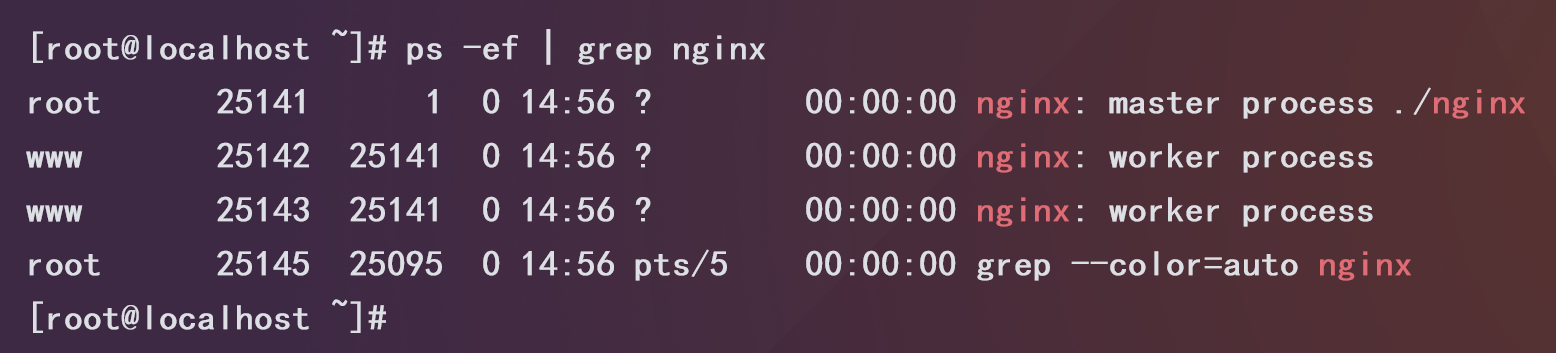 [root@localhost ~]# ps -ef | grep nginx
root      25141      1  0 14:56 ?        00:00:00 nginx: master process ./nginx
www       25142  25141  0 14:56 ?        00:00:00 nginx: worker process
www       25143  25141  0 14:56 ?        00:00:00 nginx: worker process
root      25145  25095  0 14:56 pts/5    00:00:00 grep --color=auto nginx
[root@localhost ~]#